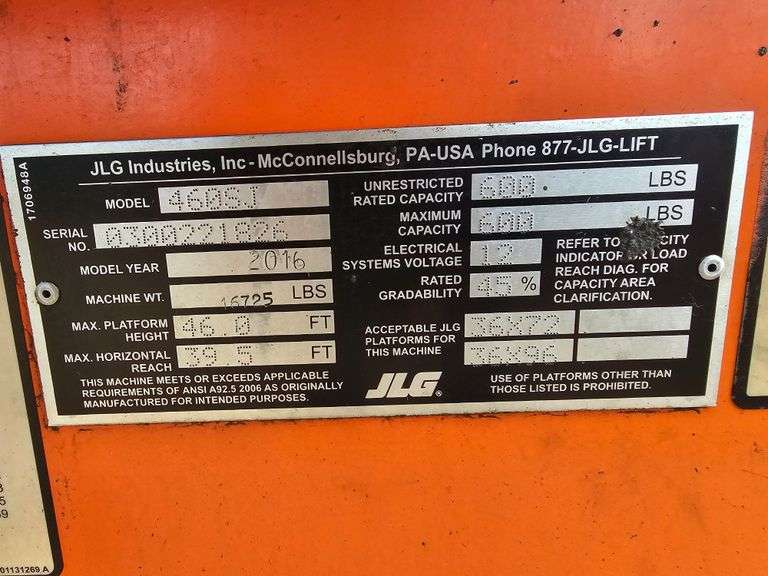 1706948A
JLG Industries, Inc - McConnellsburg, PA-USA Phone 877-JLG-LIFT
MODEL 460SJ
SERIAL NO. 0300221826
MODEL YEAR 2016
MACHINE WT. 16725 LBS
MAX. PLATFORM HEIGHT 46.0 FT
MAX. HORIZONTAL REACH 39.5 FT
THIS MACHINE MEETS OR EXCEEDS APPLICABLE
REQUIREMENTS OF ANSI A92.5 2006 AS ORIGINALLY
MANUFACTURED FOR INTENDED PURPOSES.
UNRESTRICTED RATED CAPACITY 600. LBS
MAXIMUM CAPACITY 600 LBS
ELECTRICAL SYSTEMS VOLTAGE 12
RATED GRADABILITY 45 %
REFER TO
INDICATOR OR LOAD
REACH DIAG. FOR
CAPACITY AREA
CLARIFICATION.
ACCEPTABLE JLG
PLATFORMS FOR
THIS MACHINE
36X72
36X96
JLG®
USE OF PLATFORMS OTHER THAN
THOSE LISTED IS PROHIBITED.
01131269 A